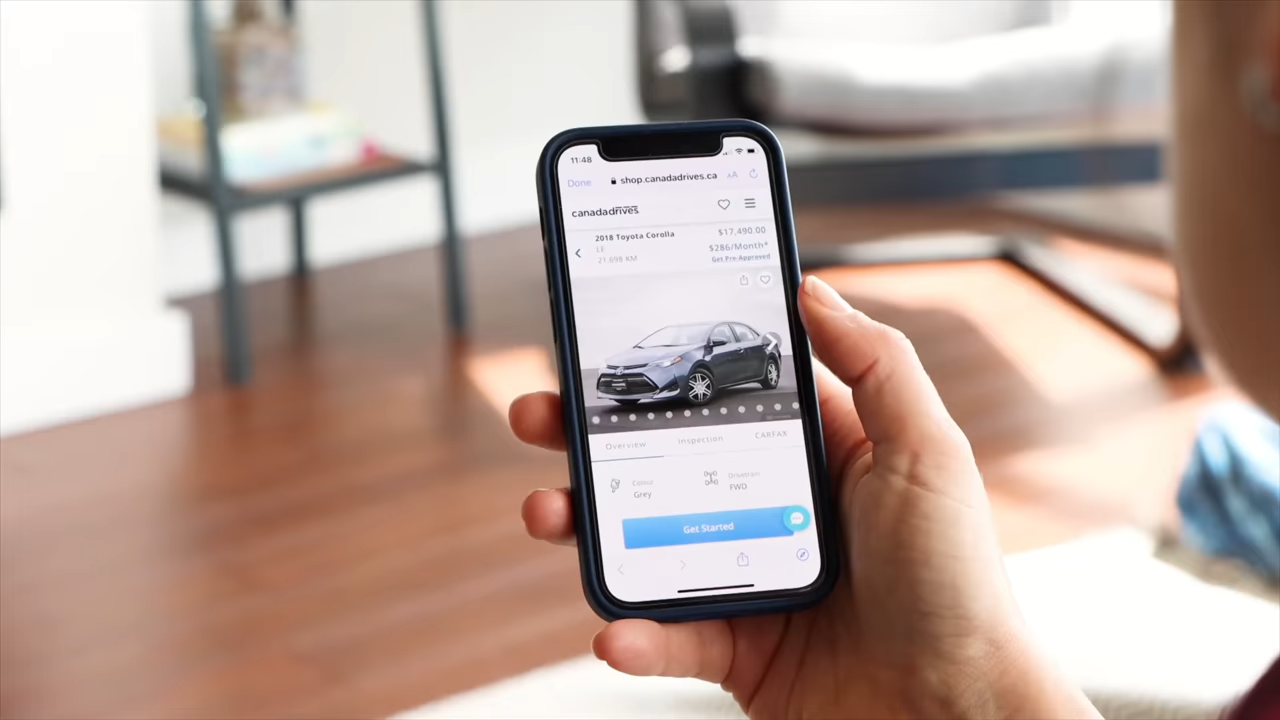 11:48
Done shop.canadadrives.ca AA
canadadrives
2018 Toyota Corolla $17,490.00
LE $286/Month*
21,698 KM Get Pre-Approved
Overview Inspection CARFAX
Colour Drivetrain
Grey FWD
Get Started